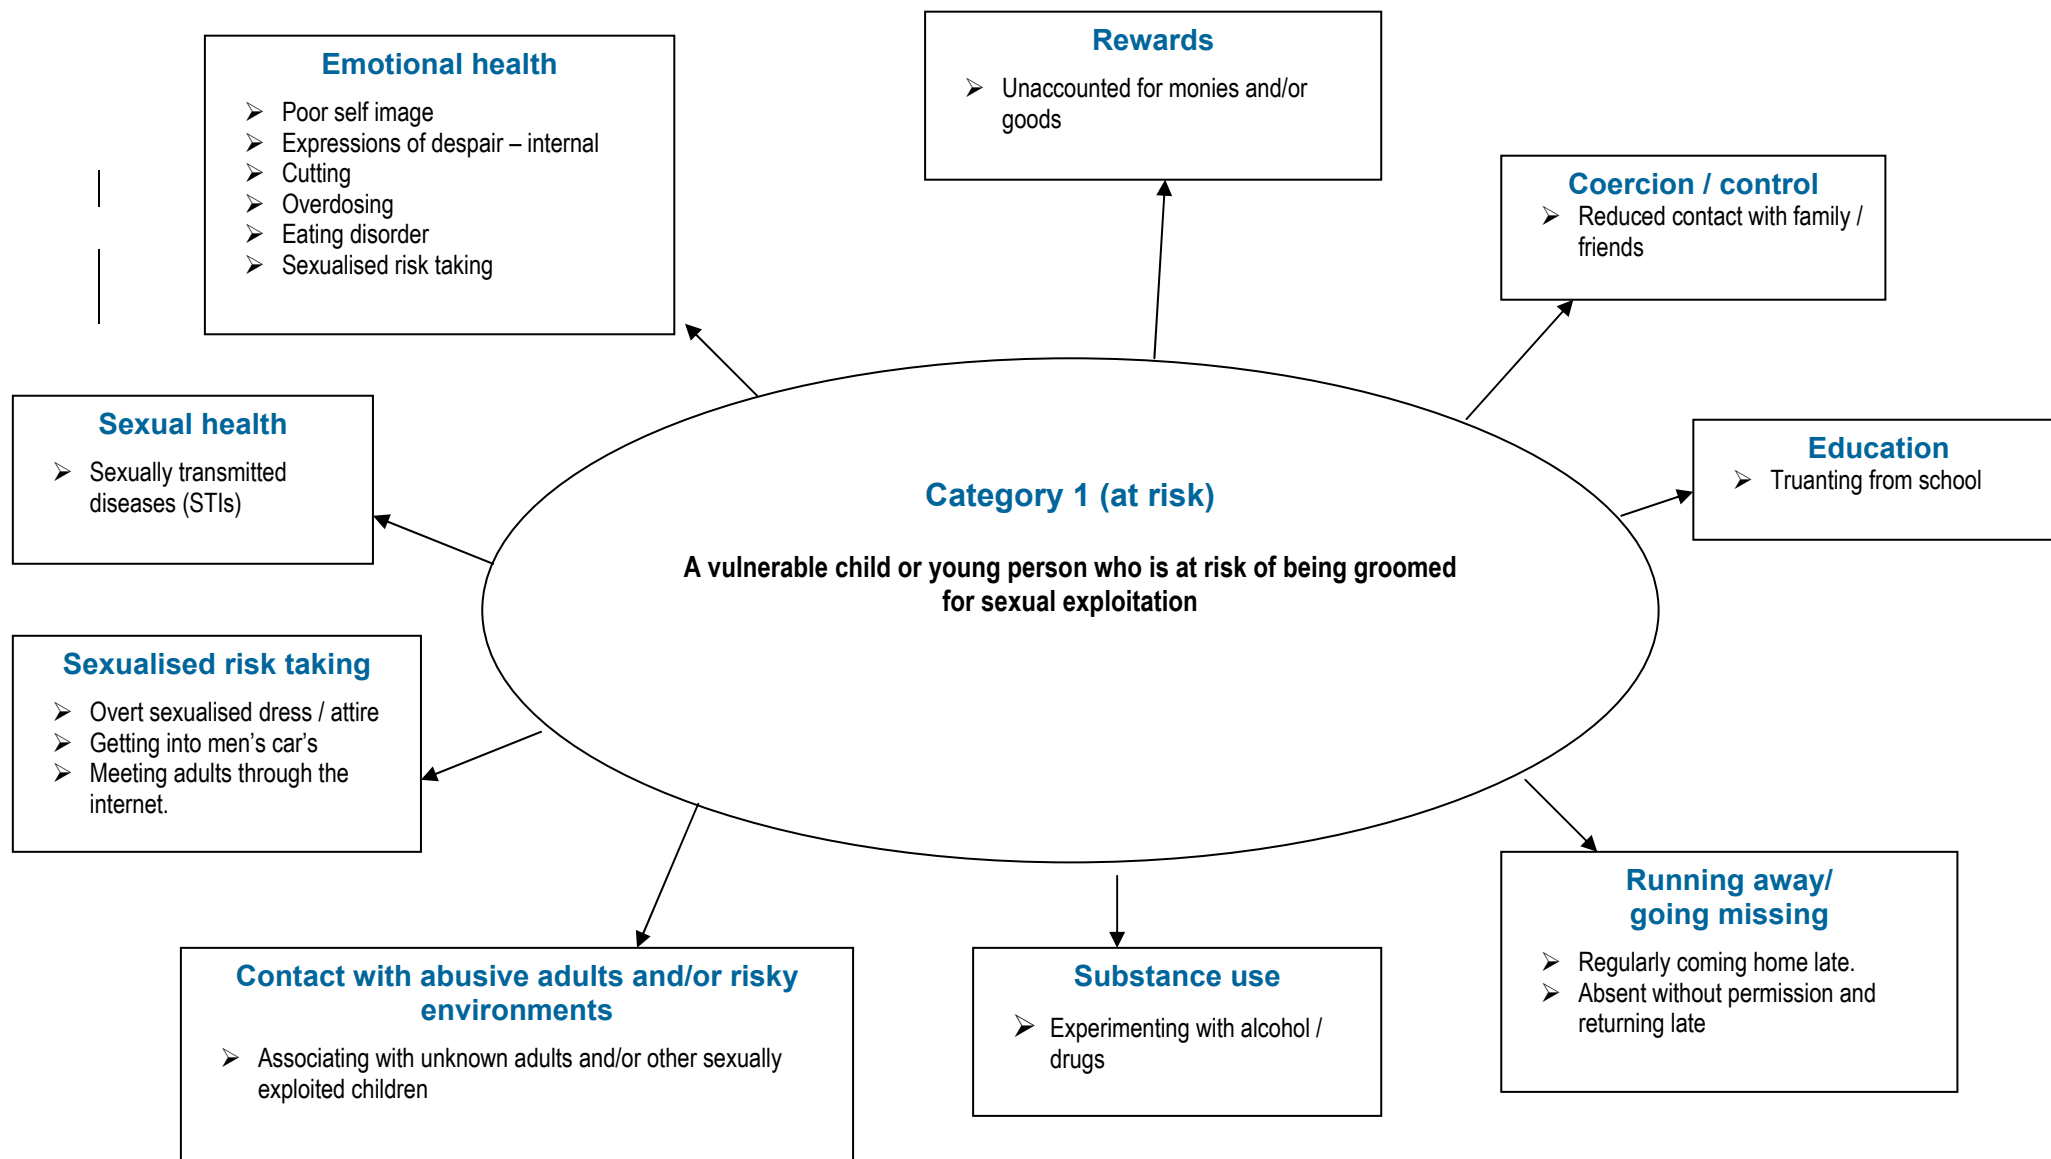 Emotional health
➢ Poor self image
➢ Expressions of despair – internal
➢ Cutting
➢ Overdosing
➢ Eating disorder
➢ Sexualised risk taking
Rewards
➢ Unaccounted for monies and/or
goods
Coercion / control
➢ Reduced contact with family /
friends
Sexual health
➢ Sexually transmitted
diseases (STIs)
Education
➢ Truanting from school
Category 1 (at risk)
A vulnerable child or young person who is at risk of being groomed
for sexual exploitation
Sexualised risk taking
➢ Overt sexualised dress / attire
➢ Getting into men’s car’s
➢ Meeting adults through the
internet.
Running away/
going missing
➢ Regularly coming home late.
➢ Absent without permission and
returning late
Contact with abusive adults and/or risky
environments
➢ Associating with unknown adults and/or other sexually
exploited children
Substance use
➢ Experimenting with alcohol /
drugs